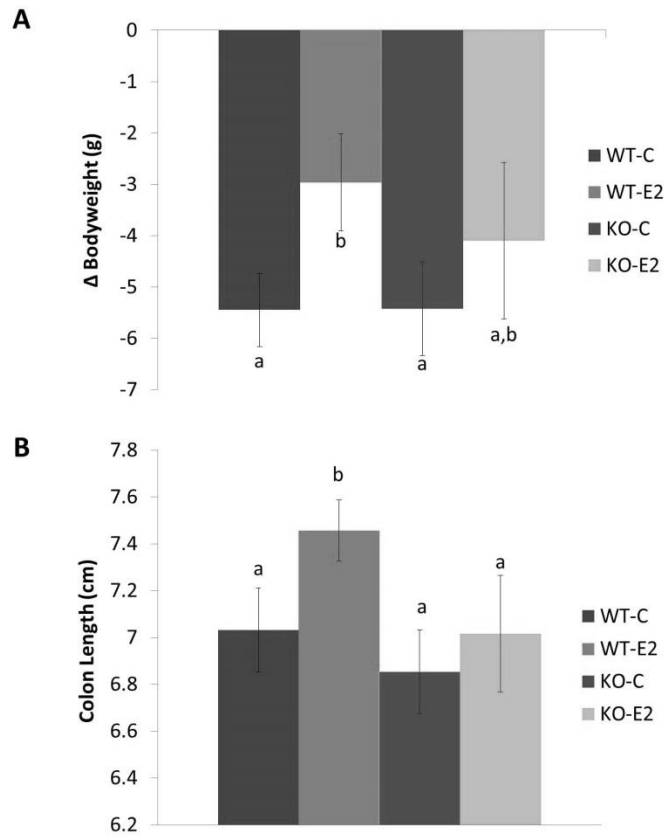 A
0
-1
-2
-3
-4
-5
-6
-7
Δ Bodyweight (g)
a
b
a
a,b
WT-C
WT-E2
KO-C
KO-E2
B
7.8
7.6
7.4
7.2
7
6.8
6.6
6.4
6.2
Colon Length (cm)
a
b
a
a
WT-C
WT-E2
KO-C
KO-E2